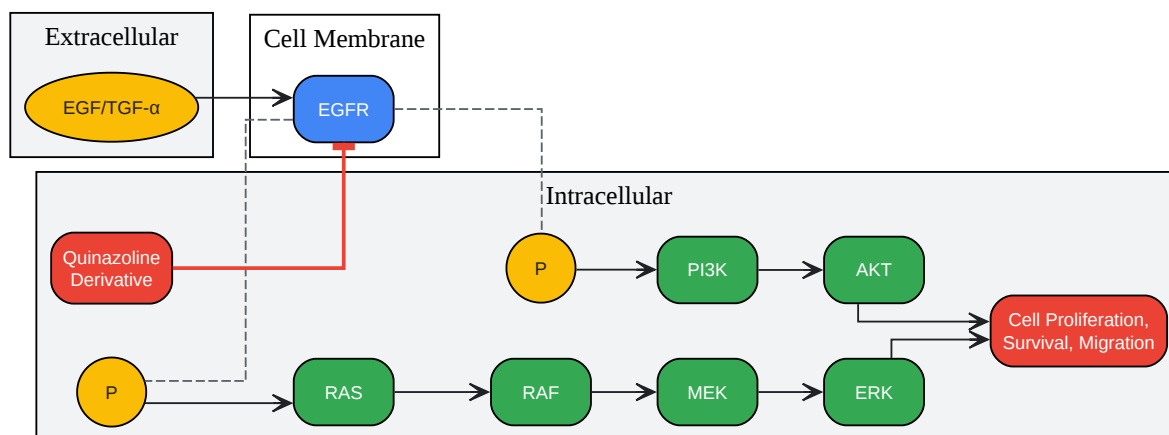 Extracellular
Cell Membrane
EGF/TGF-α
EGFR
Intracellular
Quinazoline
Derivative
P
PI3K
AKT
Cell Proliferation,
Survival, Migration
P
RAS
RAF
MEK
ERK